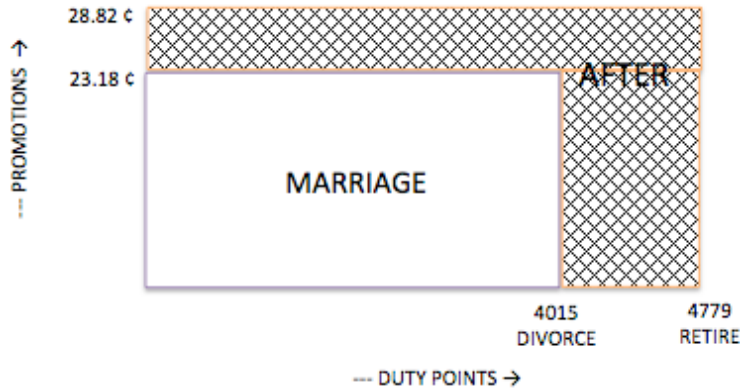 28.82 ¢
23.18 ¢
--- PROMOTIONS →
AFTER
MARRIAGE
4015
DIVORCE
4779
RETIRE
--- DUTY POINTS →